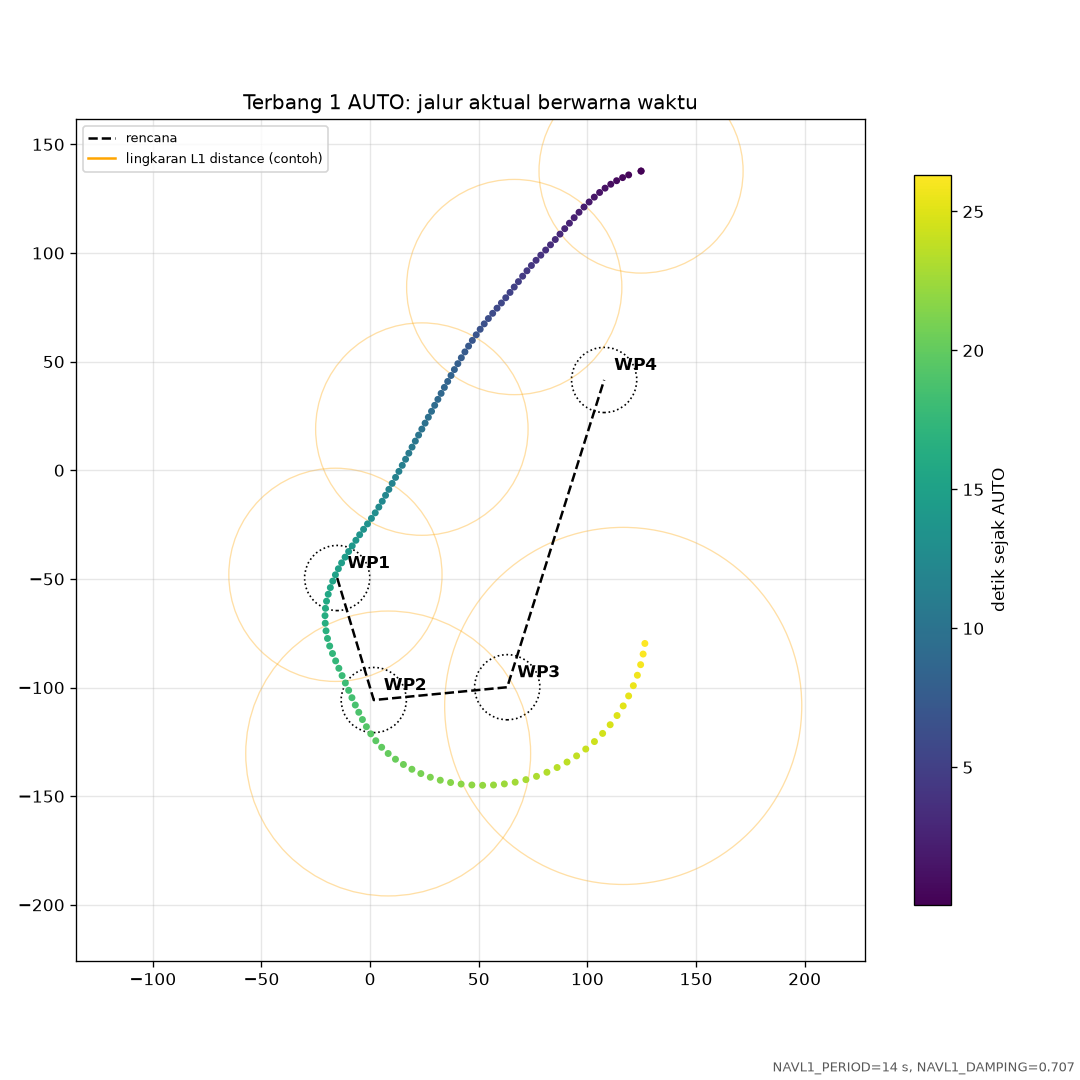 Terbang 1 AUTO: jalur aktual berwarna waktu
rencana
lingkaran L1 distance (contoh)
150
100
50
0
−50
−100
−150
−200
−100
−50
0
50
100
150
200
WP4
WP1
WP2
WP3
25
20
15
10
5
detik sejak AUTO
NAVL1_PERIOD=14 s, NAVL1_DAMPING=0.707